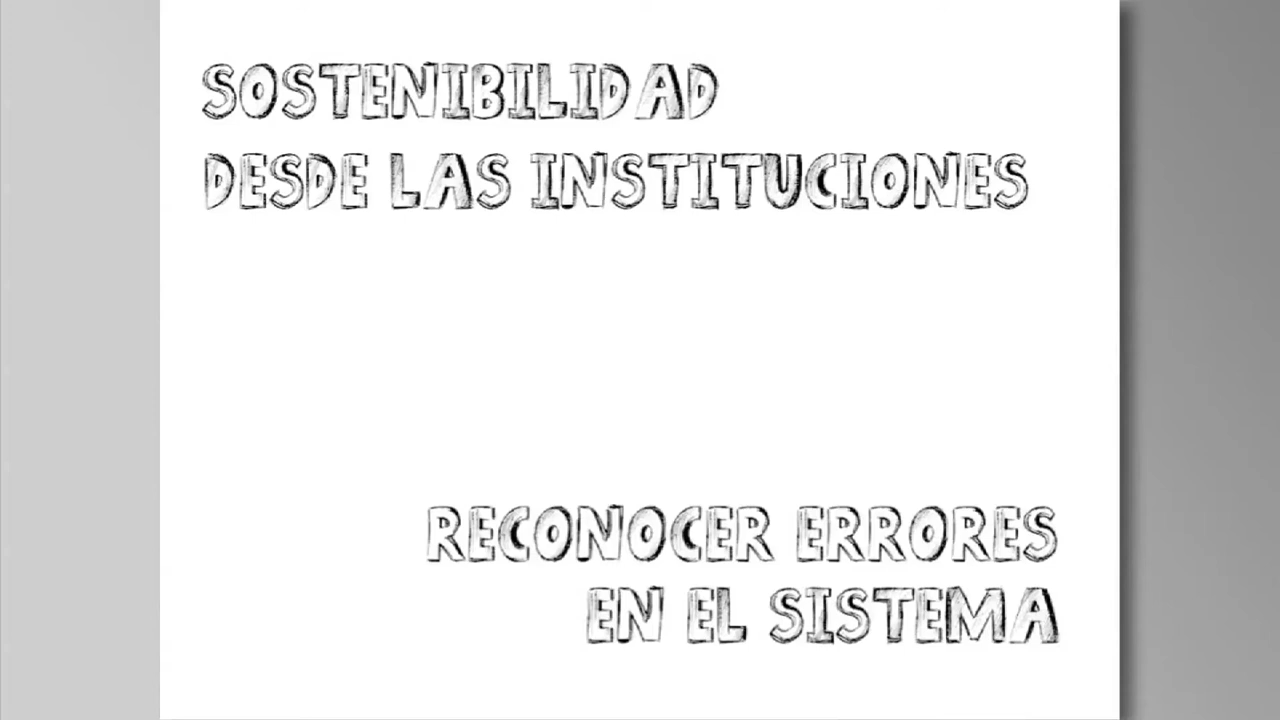 SOSTENIBILIDAD
DESDE LAS INSTITUCIONES
RECONOCER ERRORES
EN EL SISTEMA